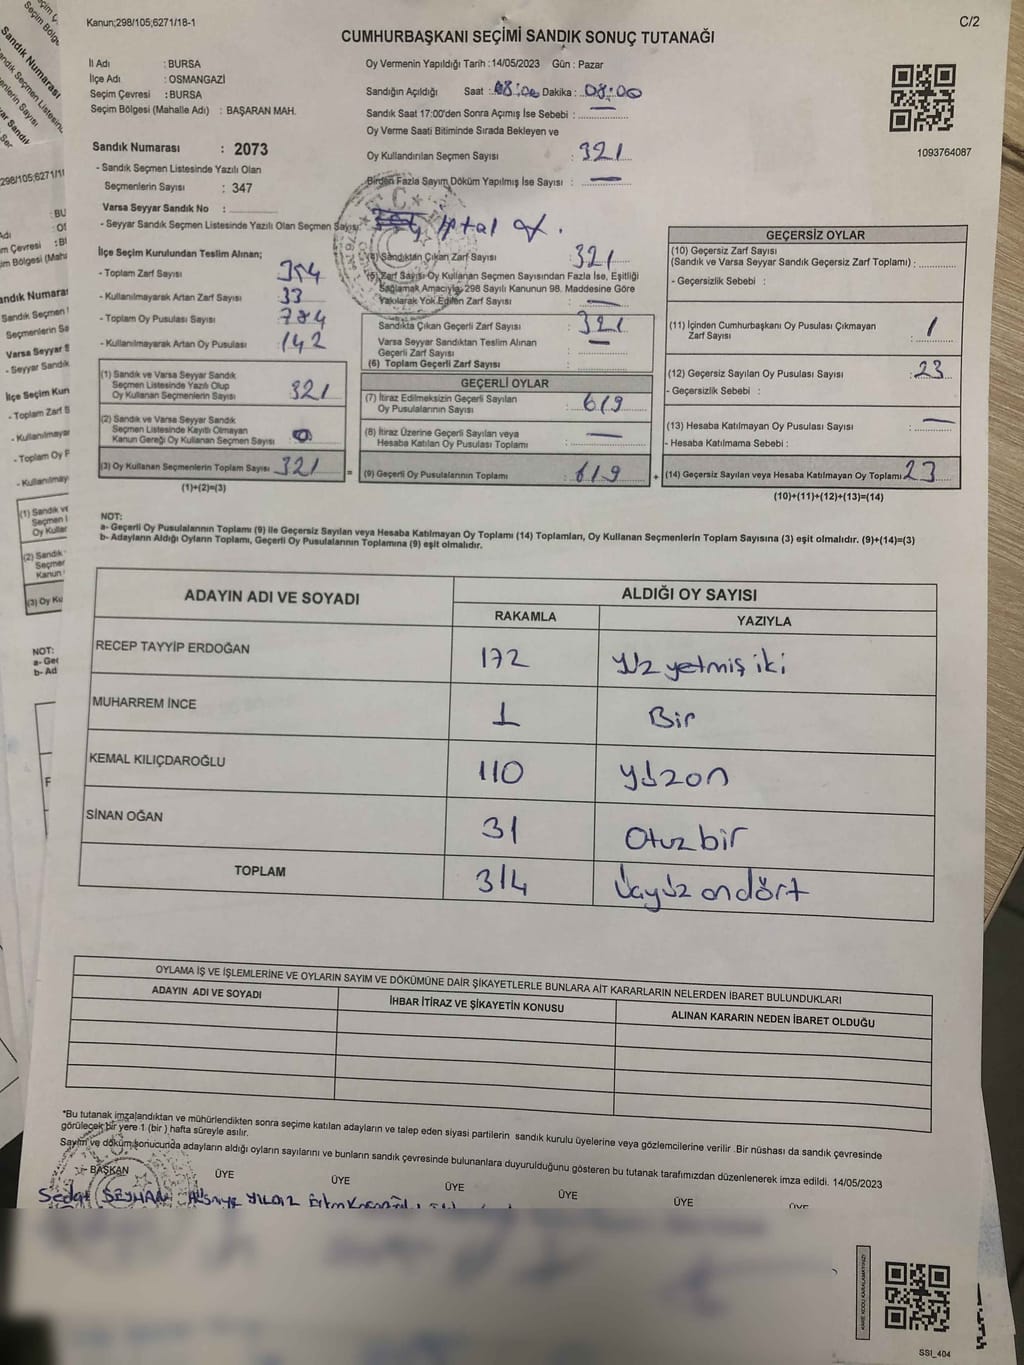 Kanun;298/105;6271/18-1
C/2
CUMHURBAŞKANI SEÇİMİ SANDIK SONUÇ TUTANAĞI
İl Adı : BURSA
İlçe Adı : OSMANGAZİ
Seçim Çevresi : BURSA
Seçim Bölgesi (Mahalle Adı) : BAŞARAN MAH.
Oy Vermenin Yapıldığı Tarih : 14/05/2023 Gün : Pazar
Sandığın Açıldığı Saat : 08:00 Dakika : 08:00
Sandık Saat 17:00'den Sonra Açımış İse Sebebi : —
Oy Verme Saati Bitiminde Sırada Bekleyen ve
Oy Kullandırılan Seçmen Sayısı : 321
Birden Fazla Sayım Döküm Yapılmış İse Sayısı : —
1093764087
Sandık Numarası : 2073
- Sandık Seçmen Listesinde Yazılı Olan
Seçmenlerin Sayısı : 347
Varsa Seyyar Sandık No :
- Seyyar Sandık Seçmen Listesinde Yazılı Olan Seçmen Sayısı
İptal
İlçe Seçim Kurulundan Teslim Alınan;
- Toplam Zarf Sayısı 354
- Kullanılmayarak Artan Zarf Sayısı 33
- Toplam Oy Pusulası Sayısı 784
- Kullanılmayarak Artan Oy Pusulası 142
(1) Sandık ve Varsa Seyyar Sandık
Seçmen Listesinde Yazılı Olup
Oy Kullanan Seçmenlerin Sayısı 321
(2) Sandık ve Varsa Seyyar Sandık
Seçmen Listesinde Kayıtlı Olmayan
Kanun Gereği Oy Kullanan Seçmen Sayısı 0
(3) Oy Kullanan Seçmenlerin Toplam Sayısı 321
(1)+(2)=(3)
(4) Sandıktan Çıkan Zarf Sayısı 321
(5) Zarf Sayısı Oy Kullanan Seçmen Sayısından Fazla İse, Eşitliği
Sağlamak Amacıyla; 298 Sayılı Kanunun 98. Maddesine Göre
Yakılarak Yok Edilen Zarf Sayısı : —
Sandıkta Çıkan Geçerli Zarf Sayısı : 321
Varsa Seyyar Sandıktan Teslim Alınan
Geçerli Zarf Sayısı : —
(6) Toplam Geçerli Zarf Sayısı :
GEÇERLİ OYLAR
(7) İtiraz Edilmeksizin Geçerli Sayılan
Oy Pusulalarının Sayısı : 619
(8) İtiraz Üzerine Geçerli Sayılan veya
Hesaba Katılan Oy Pusulası Toplamı : —
(9) Geçerli Oy Pusulalarının Toplamı : 619
GEÇERSİZ OYLAR
(10) Geçersiz Zarf Sayısı
(Sandık ve Varsa Seyyar Sandık Geçersiz Zarf Toplamı) :
- Geçersizlik Sebebi :
(11) İçinden Cumhurbaşkanı Oy Pusulası Çıkmayan
Zarf Sayısı : 1
(12) Geçersiz Sayılan Oy Pusulası Sayısı : 23
- Geçersizlik Sebebi :
(13) Hesaba Katılmayan Oy Pusulası Sayısı : —
- Hesaba Katılmama Sebebi :
(14) Geçersiz Sayılan veya Hesaba Katılmayan Oy Toplamı 23
(10)+(11)+(12)+(13)=(14)
NOT:
a- Geçerli Oy Pusulalarının Toplamı (9) ile Geçersiz Sayılan veya Hesaba Katılmayan Oy Toplamı (14) Toplamları, Oy Kullanan Seçmenlerin Toplam Sayısına (3) eşit olmalıdır. (9)+(14)=(3)
b- Adayların Aldığı Oyların Toplamı, Geçerli Oy Pusulalarının Toplamına (9) eşit olmalıdır.
ADAYIN ADI VE SOYADI
ALDIĞI OY SAYISI
RAKAMLA YAZIYLA
RECEP TAYYİP ERDOĞAN 172 Yüz yetmiş iki
MUHARREM İNCE 1 Bir
KEMAL KILIÇDAROĞLU 110 yüzon
SİNAN OĞAN 31 Otuzbir
TOPLAM 314 üçyüz ondört
OYLAMA İŞ VE İŞLEMLERİNE VE OYLARIN SAYIM VE DÖKÜMÜNE DAİR ŞİKAYETLERLE BUNLARA AİT KARARLARIN NELERDEN İBARET BULUNDUKLARI
ADAYIN ADI VE SOYADI
İHBAR İTİRAZ VE ŞİKAYETİN KONUSU
ALINAN KARARIN NEDEN İBARET OLDUĞU
*Bu tutanak imzalandıktan ve mühürlendikten sonra seçime katılan adayların ve talep eden siyasi partilerin sandık kurulu üyelerine veya gözlemcilerine verilir .Bir nüshası da sandık çevresinde
görülecek bir yere 1 (bir ) hafta süreyle asılır.
Sayım ve döküm sonucunda adayların aldığı oyların sayılarını ve bunların sandık çevresinde bulunanlara duyurulduğunu gösteren bu tutanak tarafımızdan düzenlenerek imza edildi. 14/05/2023
BAŞKAN ÜYE ÜYE ÜYE ÜYE ÜYE
Sedat SEYHAN YILDIZ
SSI_404